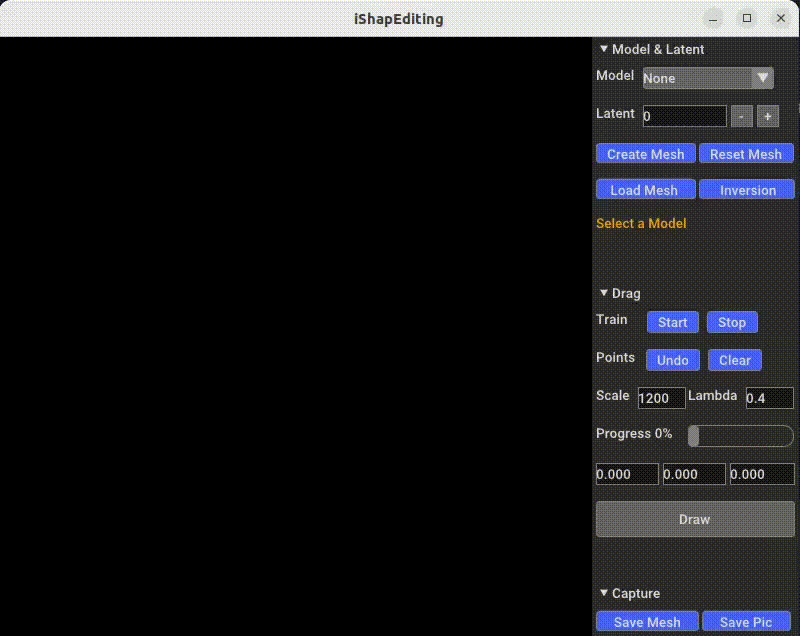 iShapEditing
Model & Latent
Model None
Latent 0 - +
Create Mesh Reset Mesh
Load Mesh Inversion
Select a Model
Drag
Train Start Stop
Points Undo Clear
Scale 1200 Lambda 0.4
Progress 0%
0.000 0.000 0.000
Draw
Capture
Save Mesh Save Pic